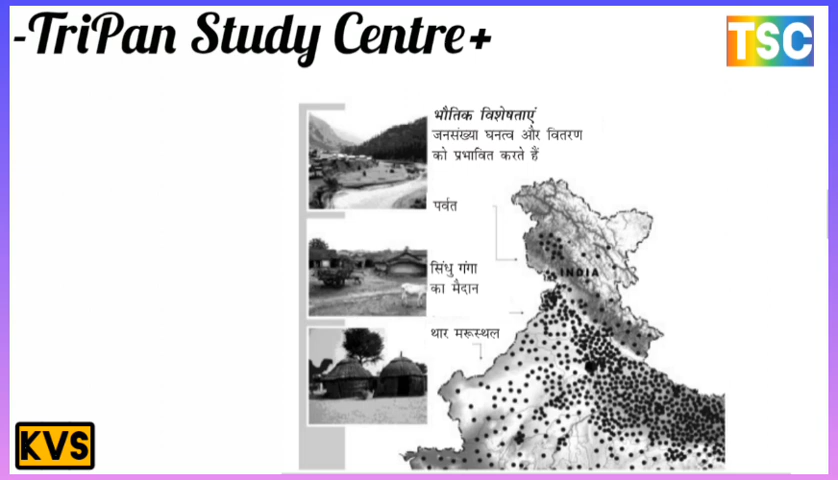 -TriPan Study Centre+
TSC
भौतिक विशेषताएं
जनसंख्या घनत्व और वितरण
को प्रभावित करते हैं
पर्वत
INDIA
सिंधु गंगा
का मैदान
थार मरूस्थल
KVS